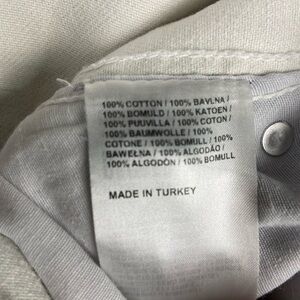 100% COTTON / 100% BAVLNA /
100% BOMULD / 100% KATOEN /
100% PUUVILLA / 100% COTON /
100% BAUMWOLLE / 100%
COTONE / 100% BOMULL / 100%
BAWEŁNA / 100% ALGODÃO /
100% ALGODÓN / 100% BOMULL
MADE IN TURKEY